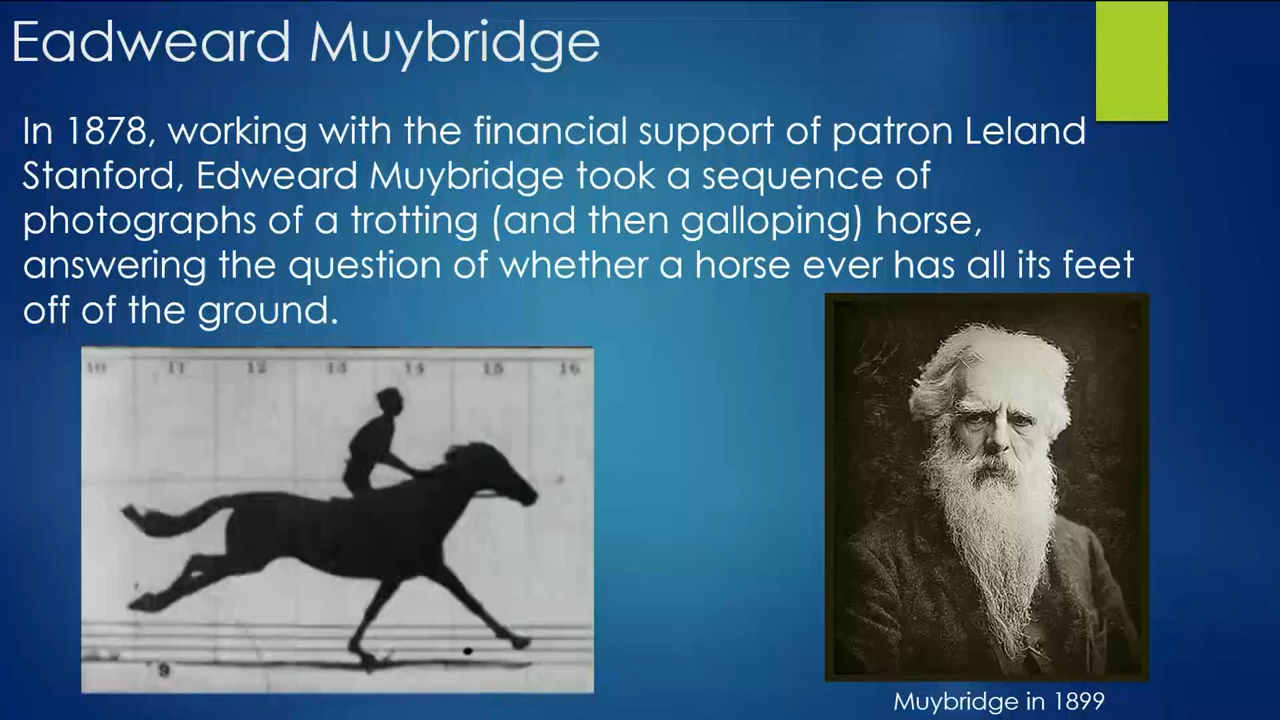 Eadweard Muybridge
In 1878, working with the financial support of patron Leland
Stanford, Edweard Muybridge took a sequence of
photographs of a trotting (and then galloping) horse,
answering the question of whether a horse ever has all its feet
off of the ground.
10 11 12 13 14 15 16
9
Muybridge in 1899